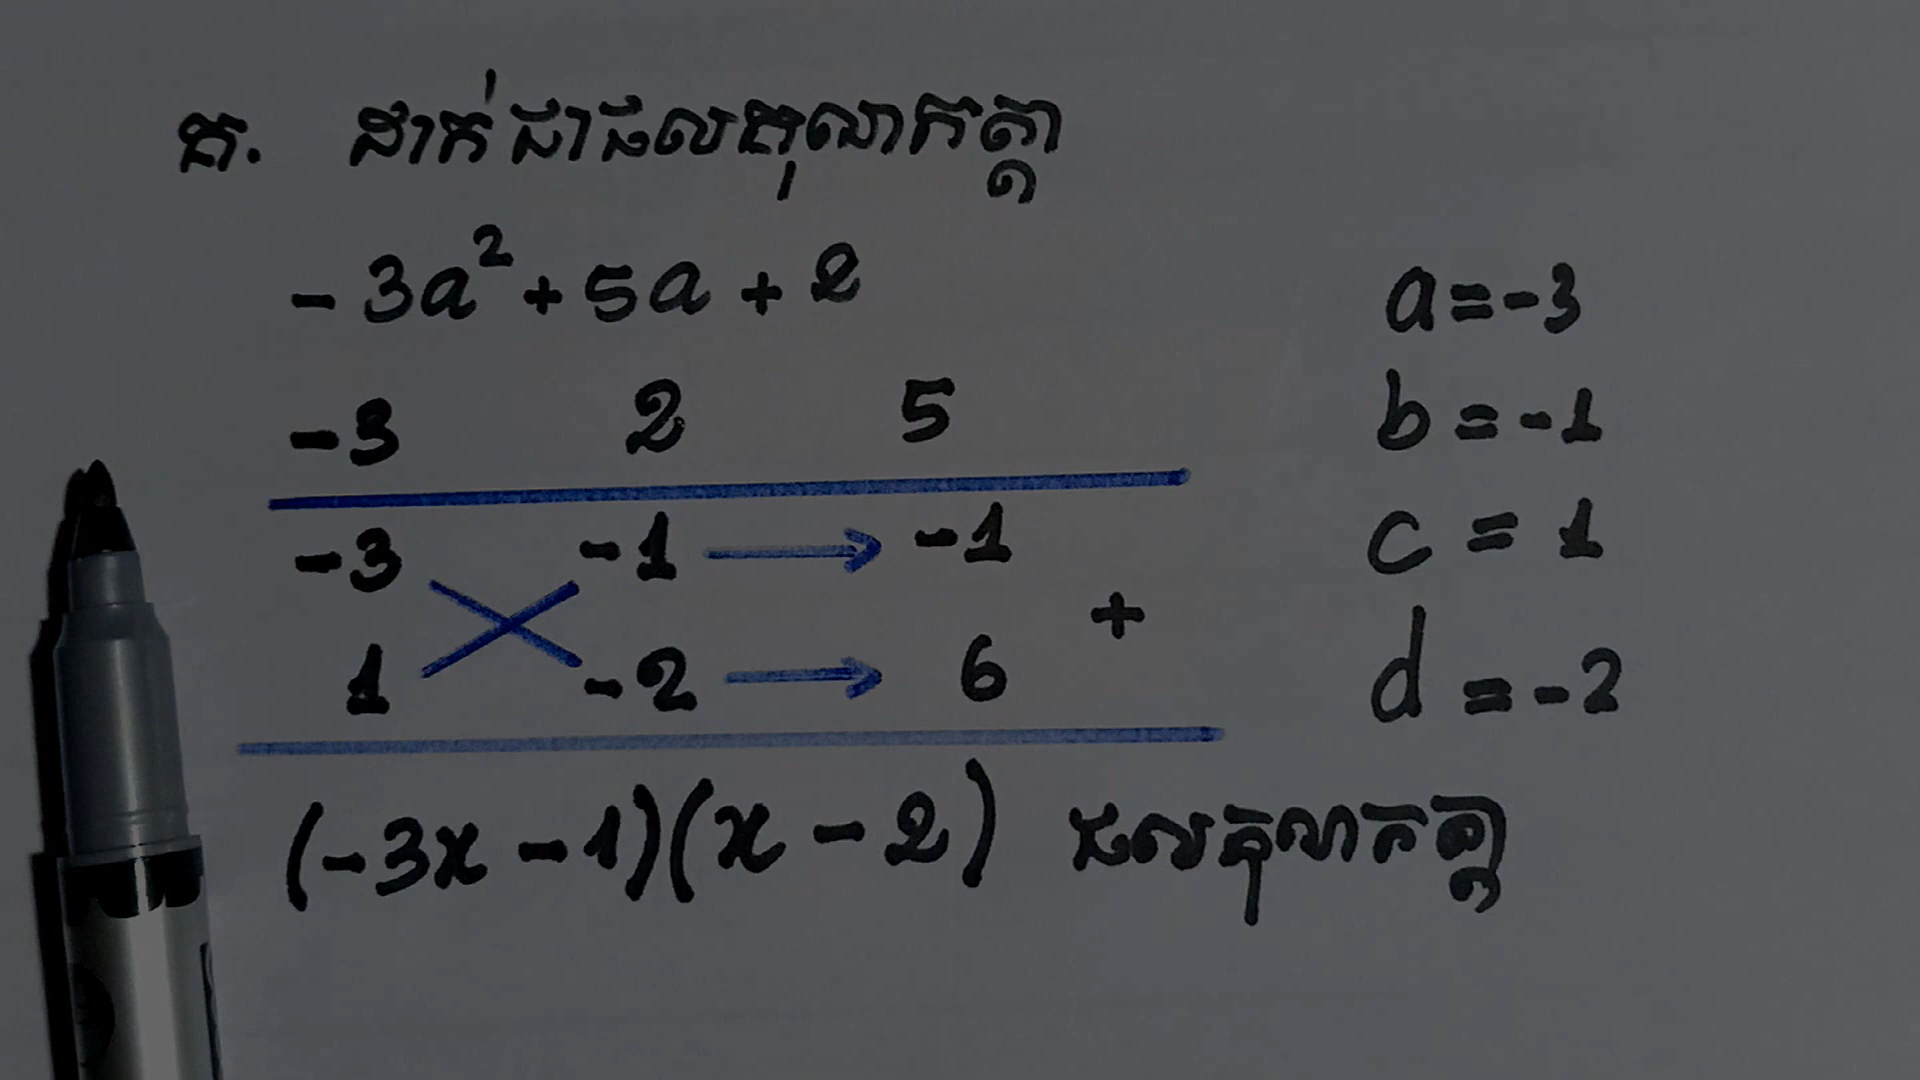 គ. ដាក់ជាផលគុណកត្តា
-3a² + 5a + 2
a = -3
-3 2 5
b = -1
-3 -1 → -1
c = 1
+
1 -2 → 6
d = -2
(-3x - 1)(x - 2) ផលគុណកត្តា